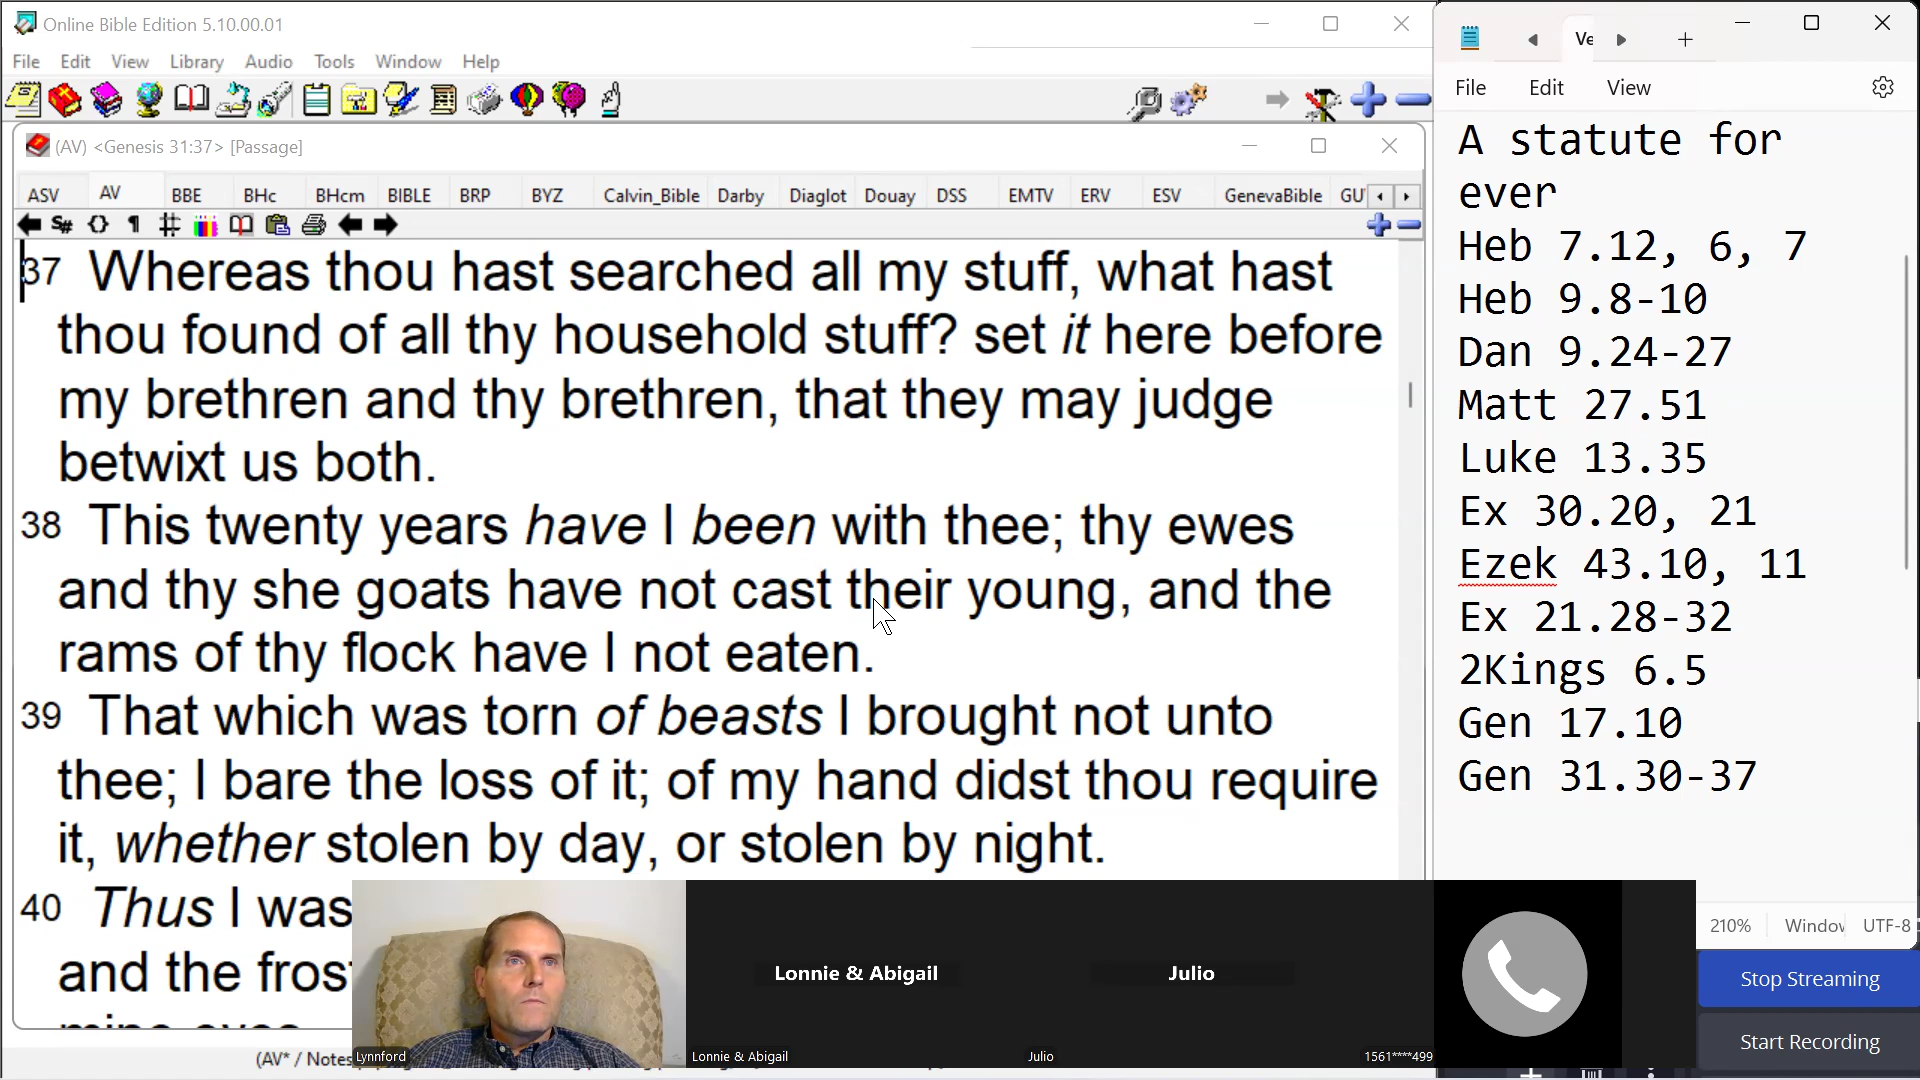 Online Bible Edition 5.10.00.01
File Edit View Library Audio Tools Window Help
(AV) <Genesis 31:37> [Passage]
ASV AV BBE BHc BHcm BIBLE BRP BYZ Calvin_Bible Darby Diaglot Douay DSS EMTV ERV ESV GenevaBible
37 Whereas thou hast searched all my stuff, what hast
thou found of all thy household stuff? set it here before
my brethren and thy brethren, that they may judge
betwixt us both.
38 This twenty years have I been with thee; thy ewes
and thy she goats have not cast their young, and the
rams of thy flock have I not eaten.
39 That which was torn of beasts I brought not unto
thee; I bare the loss of it; of my hand didst thou require
it, whether stolen by day, or stolen by night.
40 Thus I was
and the frost
mine eyes
(AV* / Notes
Lynnford
Lonnie & Abigail
Lonnie & Abigail
Julio
Julio
1561****499
File Edit View
A statute for
ever
Heb 7.12, 6, 7
Heb 9.8-10
Dan 9.24-27
Matt 27.51
Luke 13.35
Ex 30.20, 21
Ezek 43.10, 11
Ex 21.28-32
2Kings 6.5
Gen 17.10
Gen 31.30-37
210% Window UTF-8
Stop Streaming
Start Recording